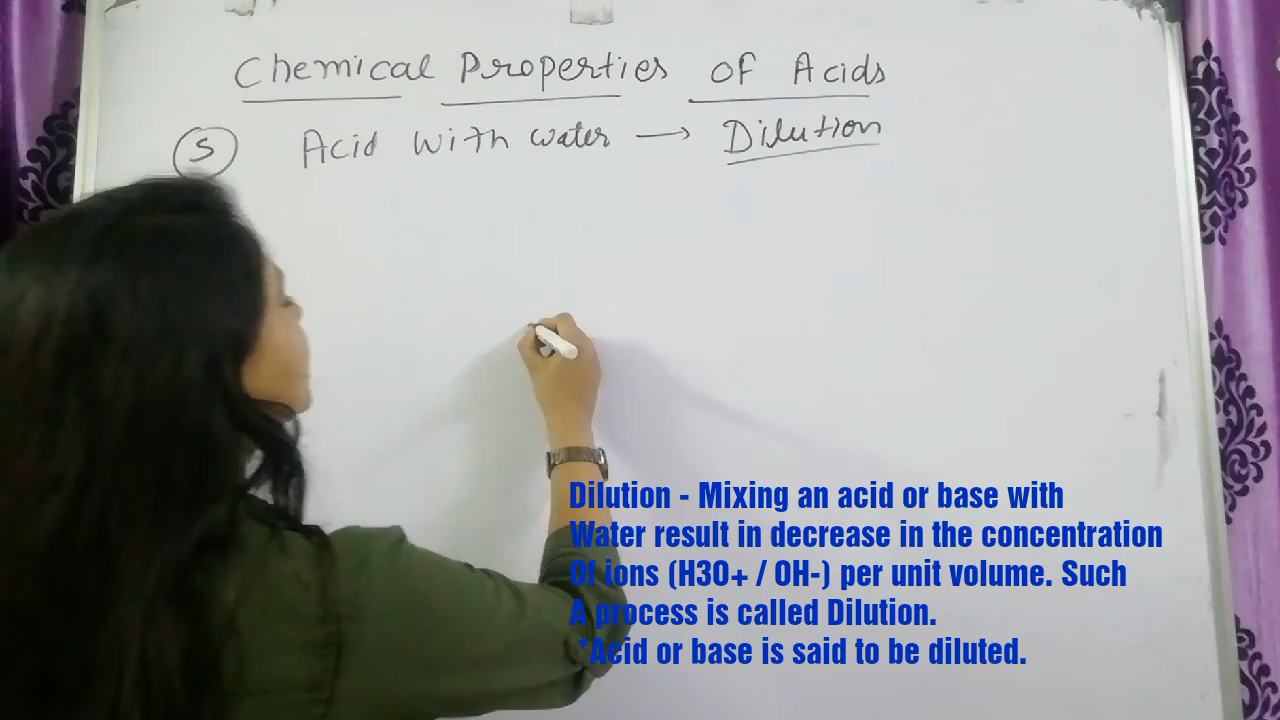 Chemical Properties of Acids
5 Acid with water → Dilution
Dilution - Mixing an acid or base with
Water result in decrease in the concentration
Of ions (H3O+ / OH-) per unit volume. Such
A process is called Dilution.
*Acid or base is said to be diluted.